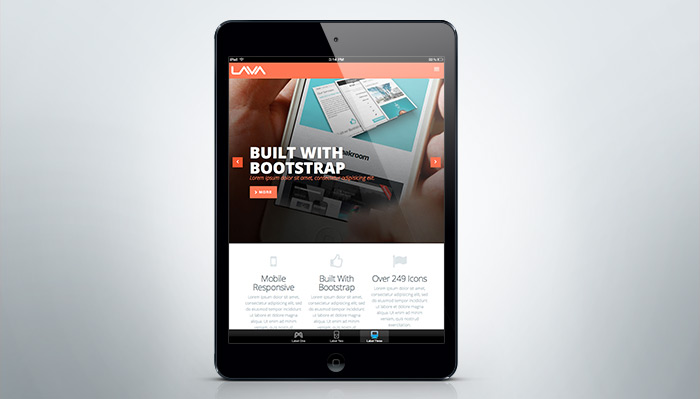 iPad 3:14 PM
LAVA
BUILT WITH
BOOTSTRAP
Lorem ipsum dolor sit amet, consectetur adipisicing elit.
MORE
Mobile
Responsive
Built With
Bootstrap
Over 249 Icons
Lorem ipsum dolor sit amet, consectetur adipisicing elit, sed do eiusmod tempor incididunt ut labore et dolore magna aliqua. Ut enim ad minim
Lorem ipsum dolor sit amet, consectetur adipisicing elit, sed do eiusmod tempor incididunt ut labore et dolore magna aliqua. Ut enim ad minim
Lorem ipsum dolor sit amet, consectetur adipisicing elit, sed do eiusmod tempor incididunt ut labore et dolore magna aliqua. Ut enim ad minim veniam, quis nostrud exercitation
Label One
Label Two
Label Three